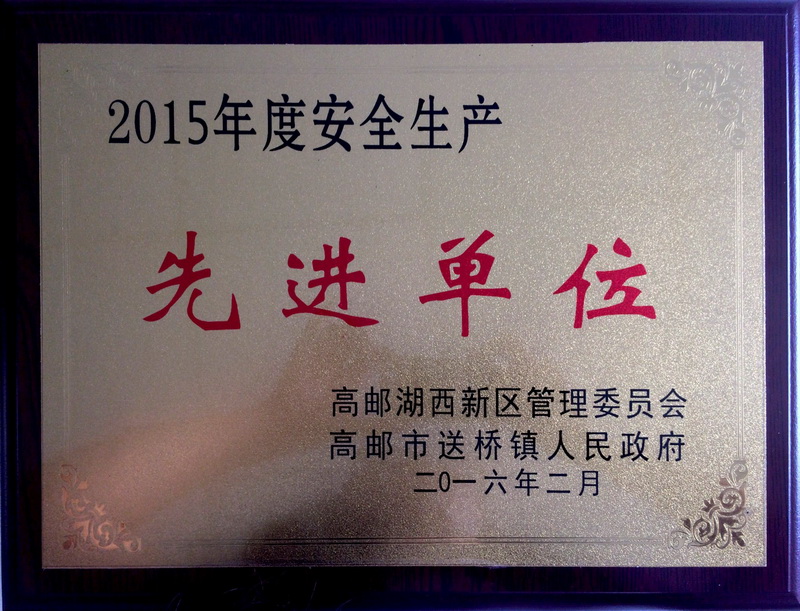 2015年度安全生产
先进单位
高邮湖西新区管理委员会
高邮市送桥镇人民政府
二0一六年二月